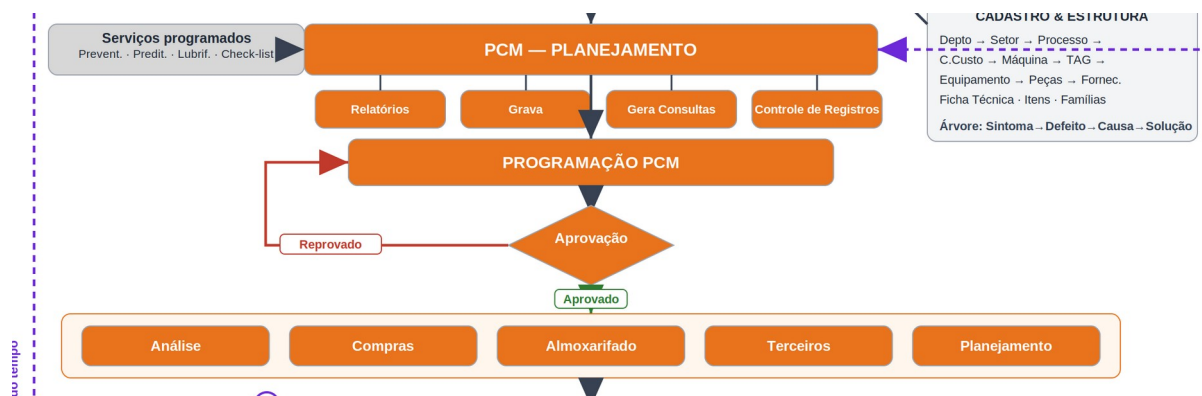 CADASTRO & ESTRUTURA
Serviços programados
Prevent. · Predit. · Lubrif. · Check-list
PCM — PLANEJAMENTO
Depto → Setor → Processo →
C.Custo → Máquina → TAG →
Equipamento → Peças → Fornec.
Ficha Técnica · Itens · Famílias
Árvore: Sintoma→Defeito→Causa→Solução
Relatórios
Grava
Gera Consultas
Controle de Registros
PROGRAMAÇÃO PCM
Aprovação
Reprovado
Aprovado
Análise
Compras
Almoxarifado
Terceiros
Planejamento
tempo